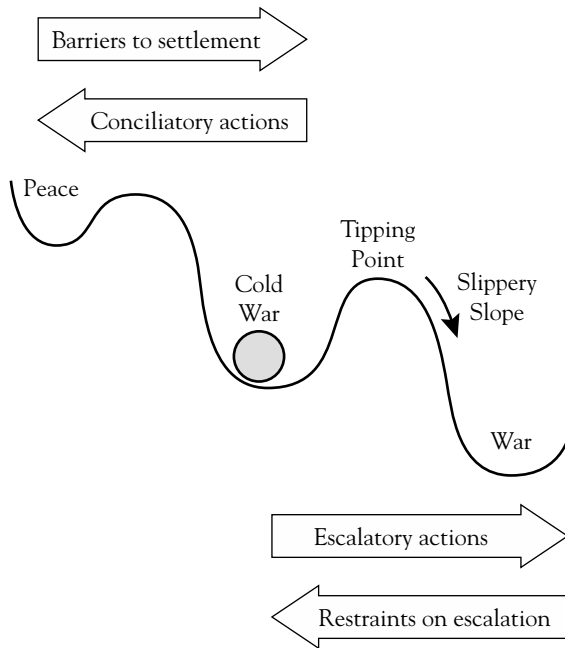 Barriers to settlement
Conciliatory actions
Peace
Tipping
Point
Slippery
Slope
Cold
War
War
Escalatory actions
Restraints on escalation